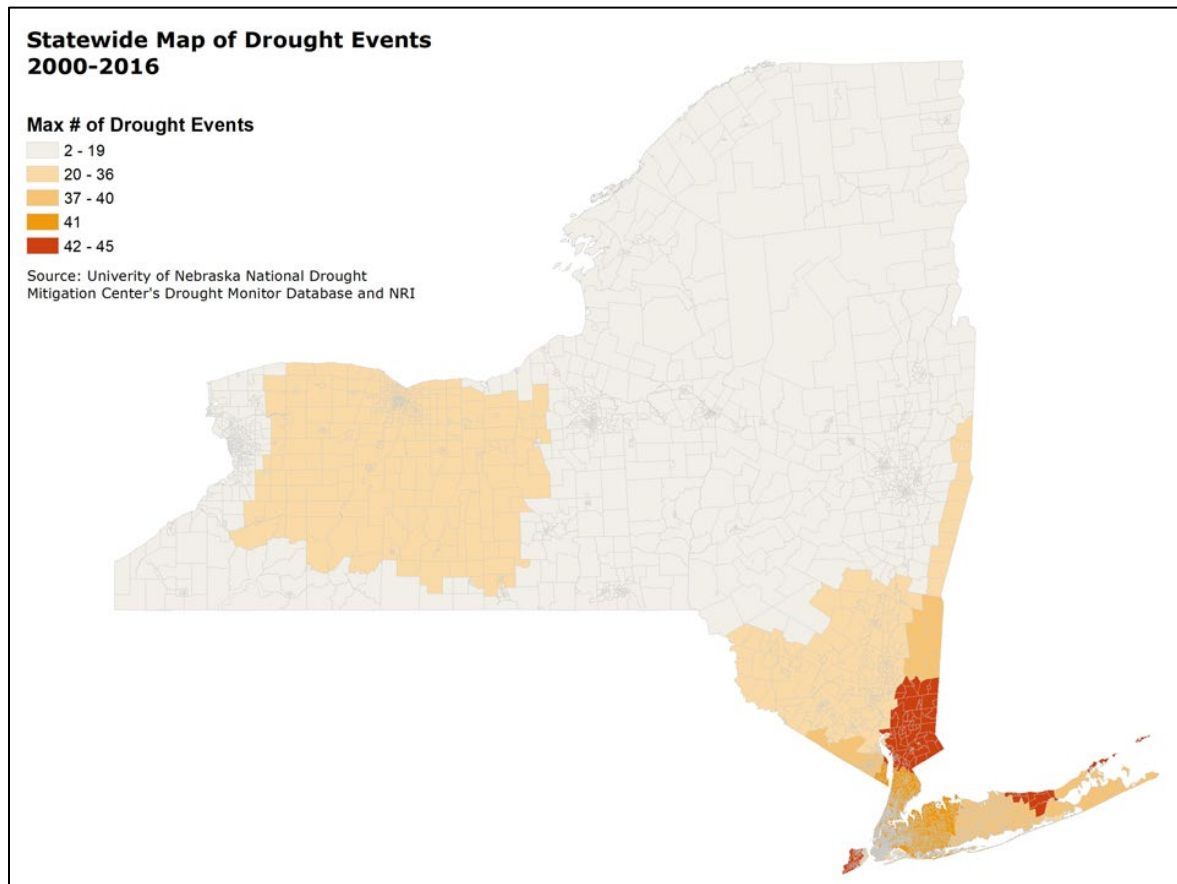 Statewide Map of Drought Events
2000-2016
Max # of Drought Events
2 - 19
20 - 36
37 - 40
41
42 - 45
Source: Univerity of Nebraska National Drought
Mitigation Center's Drought Monitor Database and NRI